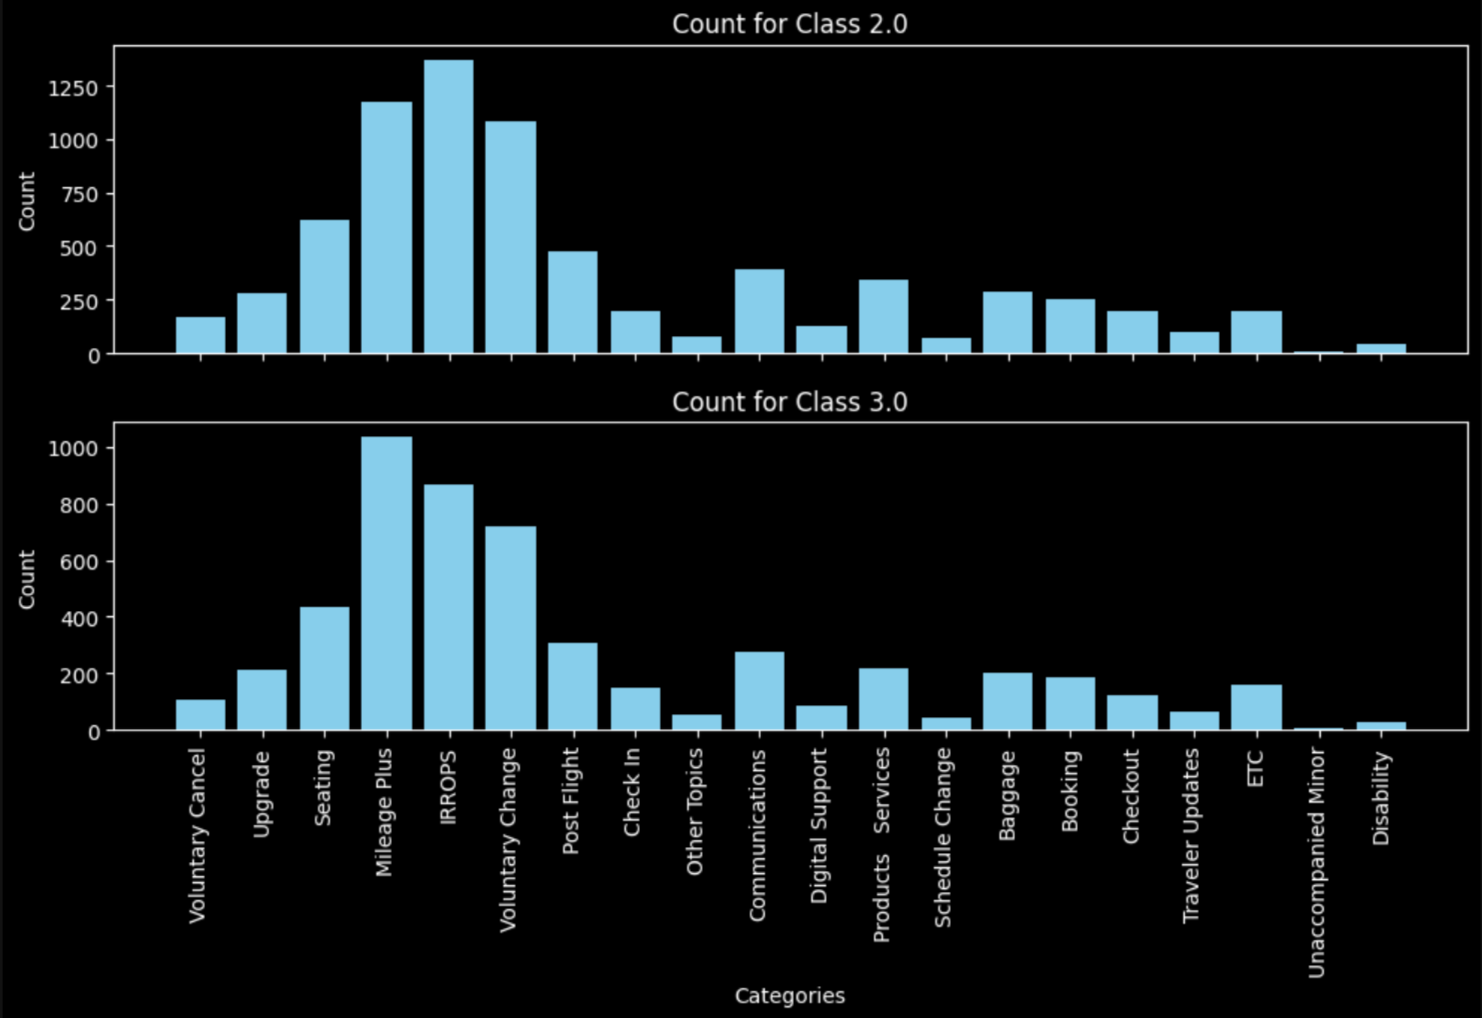 Count for Class 2.0
1250
1000
750
500
250
0
Count
Count for Class 3.0
1000
800
600
400
200
0
Count
Voluntary Cancel
Upgrade
Seating
Mileage Plus
IRROPS
Voluntary Change
Post Flight
Check In
Other Topics
Communications
Digital Support
Products   Services
Schedule Change
Baggage
Booking
Checkout
Traveler Updates
ETC
Unaccompanied Minor
Disability
Categories